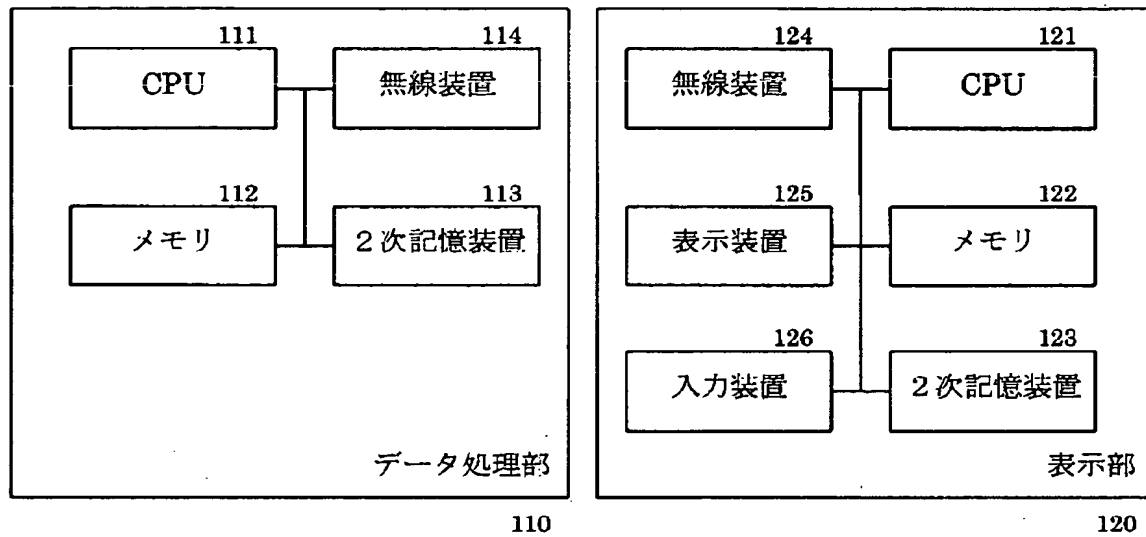 111
CPU
114
無線装置
112
メモリ
113
２次記憶装置
データ処理部
110
124
無線装置
121
CPU
125
表示装置
122
メモリ
126
入力装置
123
２次記憶装置
表示部
120